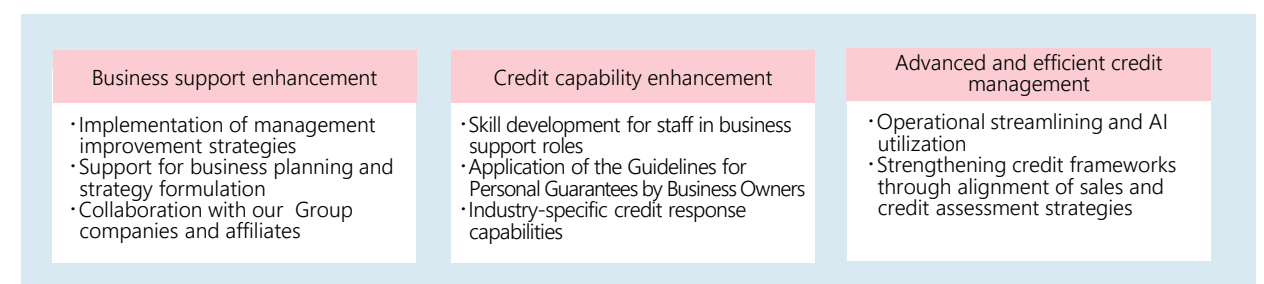 Business support enhancement
・Implementation of management
improvement strategies
・Support for business planning and
strategy formulation
・Collaboration with our Group
companies and affiliates
Credit capability enhancement
・Skill development for staff in business
support roles
・Application of the Guidelines for
Personal Guarantees by Business Owners
・Industry-specific credit response
capabilities
Advanced and efficient credit
management
・Operational streamlining and AI
utilization
・Strengthening credit frameworks
through alignment of sales and
credit assessment strategies